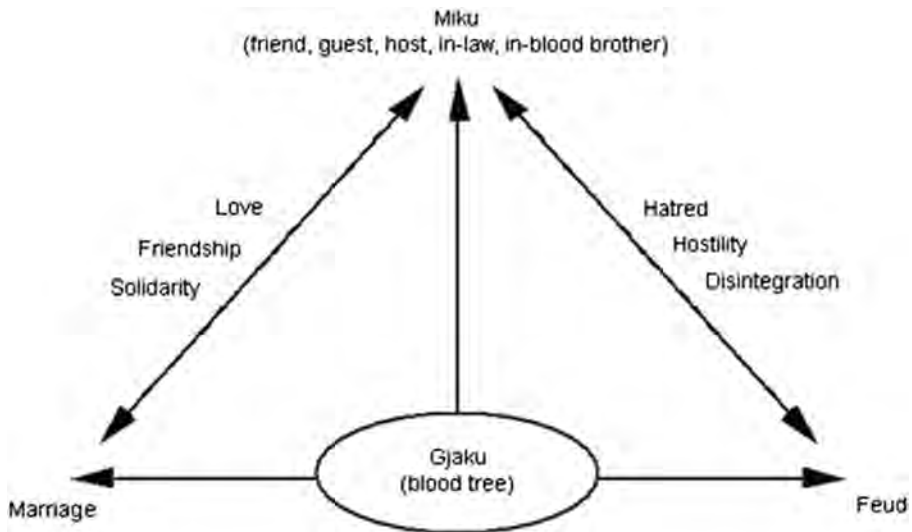 Miku
(friend, guest, host, in-law, in-blood brother)
Love
Friendship
Solidarity
Hatred
Hostility
Disintegration
Gjaku
(blood tree)
Marriage
Feud